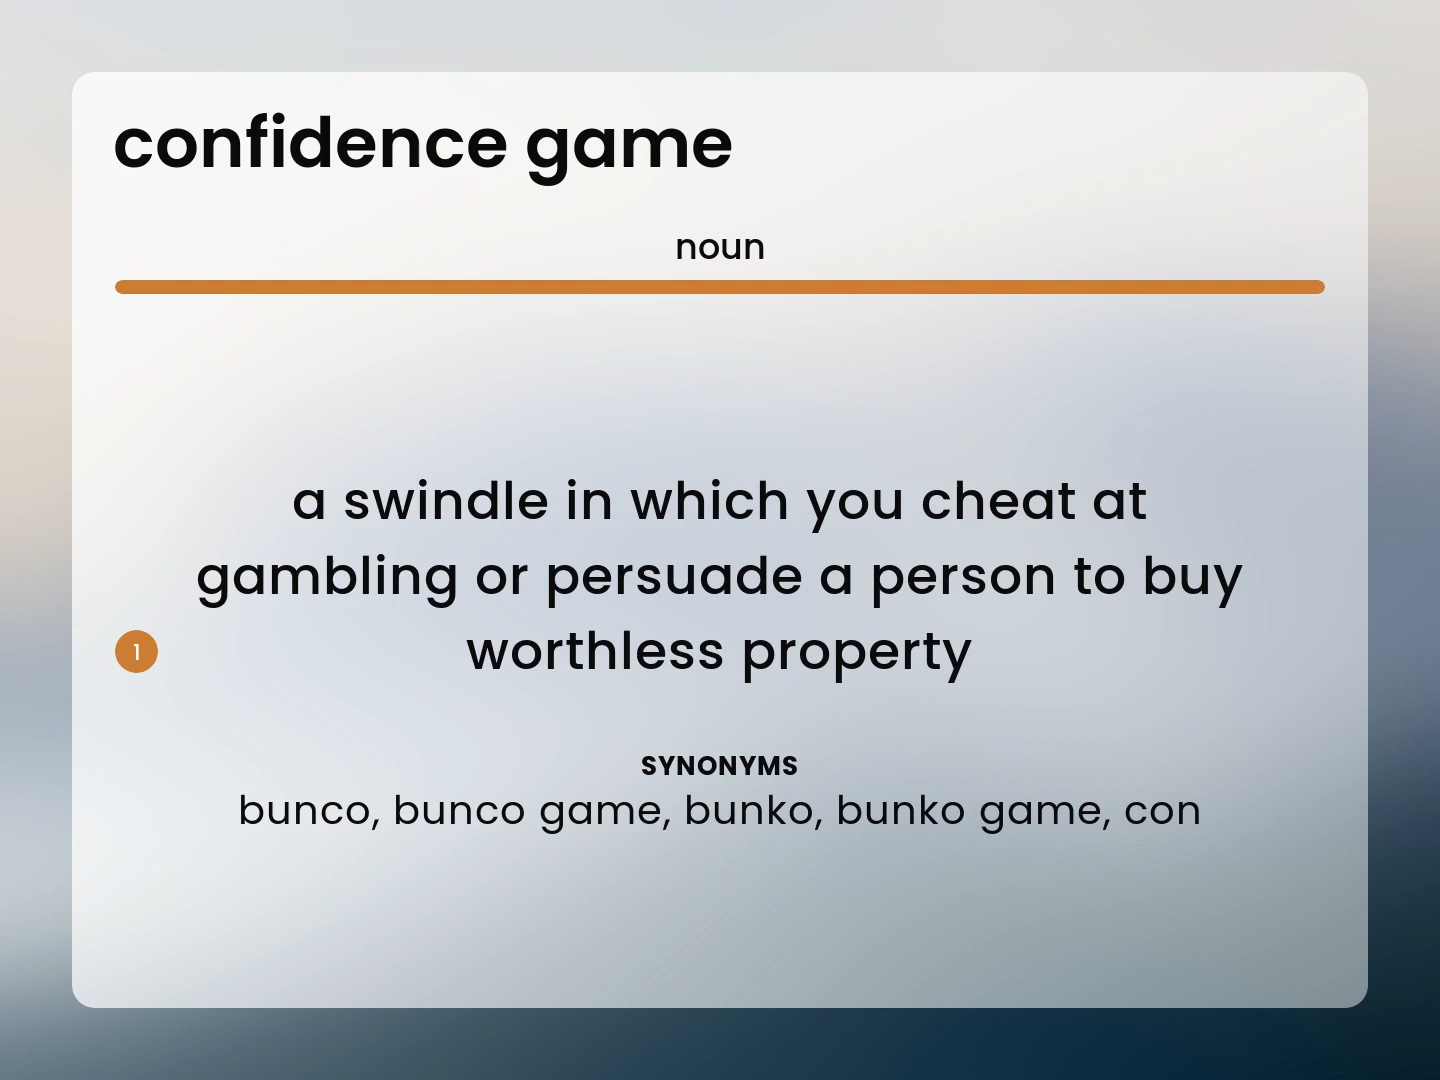 confidence game
noun
a swindle in which you cheat at
gambling or persuade a person to buy
worthless property
1
SYNONYMS
bunco, bunco game, bunko, bunko game, con